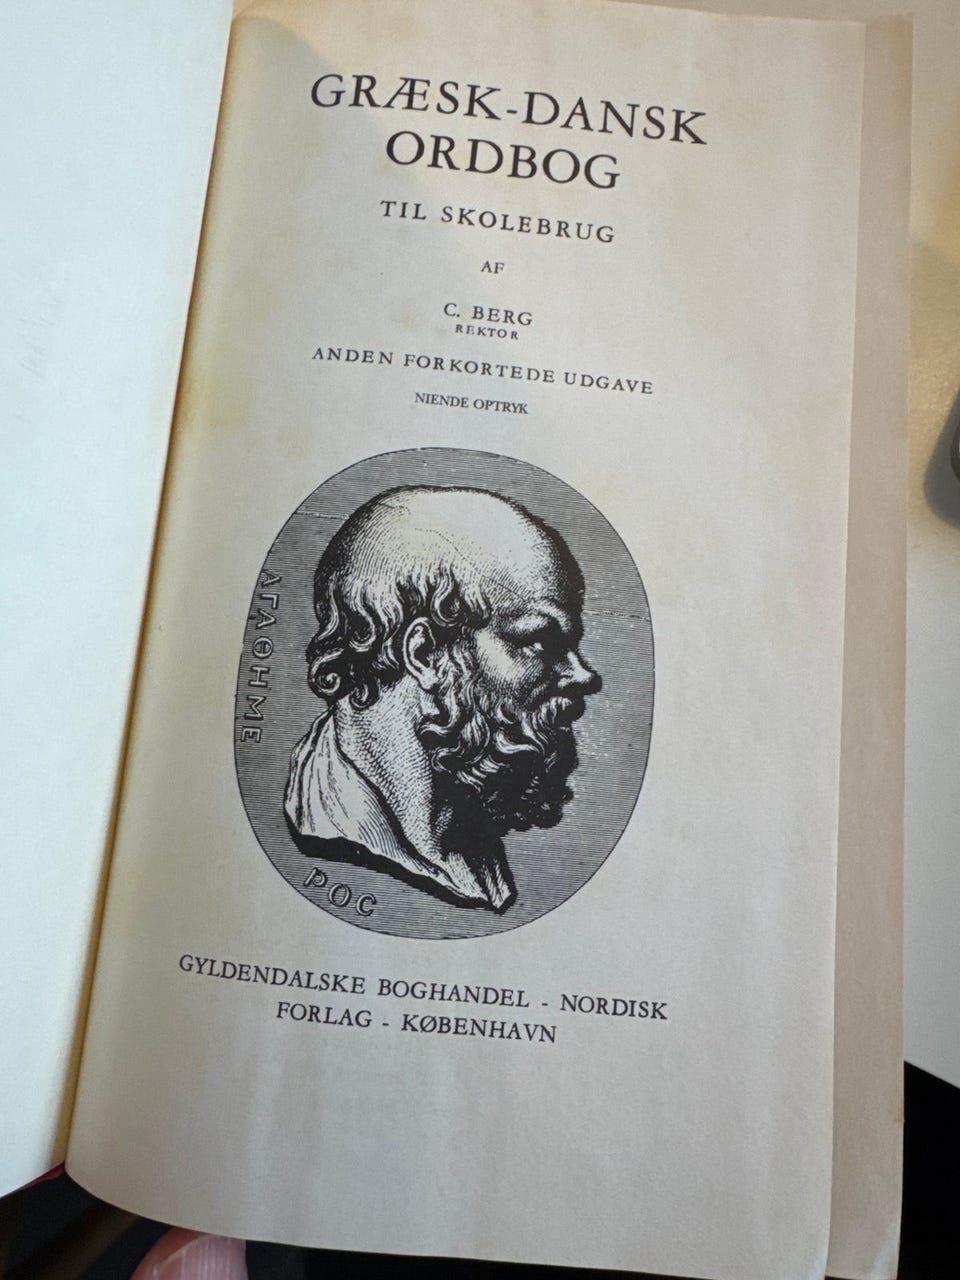 GRÆSK-DANSK
ORDBOG
TIL SKOLEBRUG
AF
C. BERG
REKTOR
ANDEN FORKORTEDE UDGAVE
NIENDE OPTRYK
ΑΓΑΘΗΜΕ
ΡΟC
GYLDENDALSKE BOGHANDEL - NORDISK
FORLAG - KØBENHAVN